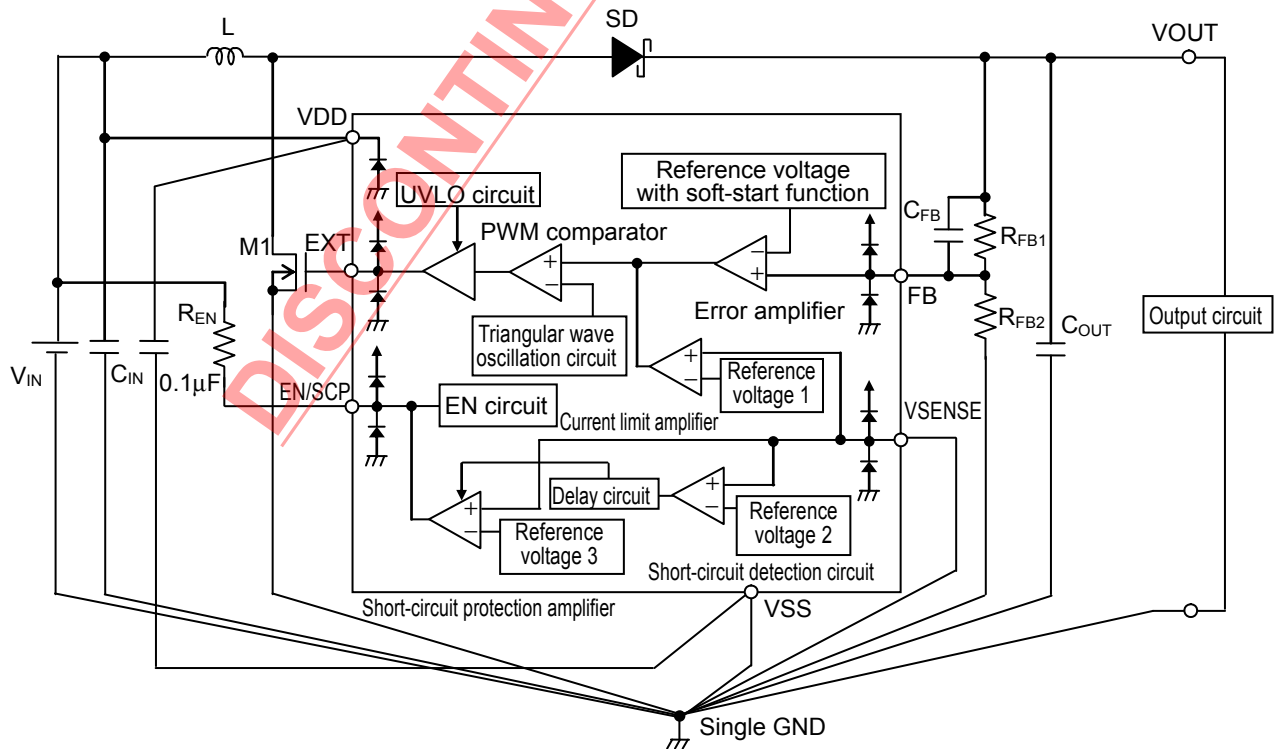 L
SD
VOUT
DISCONTIN
VDD
UVLO circuit
Reference voltage
with soft-start function
M1
EXT
PWM comparator
+
−
−
+
CFB
RFB1
FB
Error amplifier
RFB2
COUT
Output circuit
REN
Triangular wave
oscillation circuit
+
−
Reference
voltage 1
VIN
CIN
0.1μF
EN/SCP
EN circuit
Current limit amplifier
VSENSE
+
−
Delay circuit
+
−
Reference
voltage 2
Reference
voltage 3
Short-circuit detection circuit
Short-circuit protection amplifier
VSS
Single GND